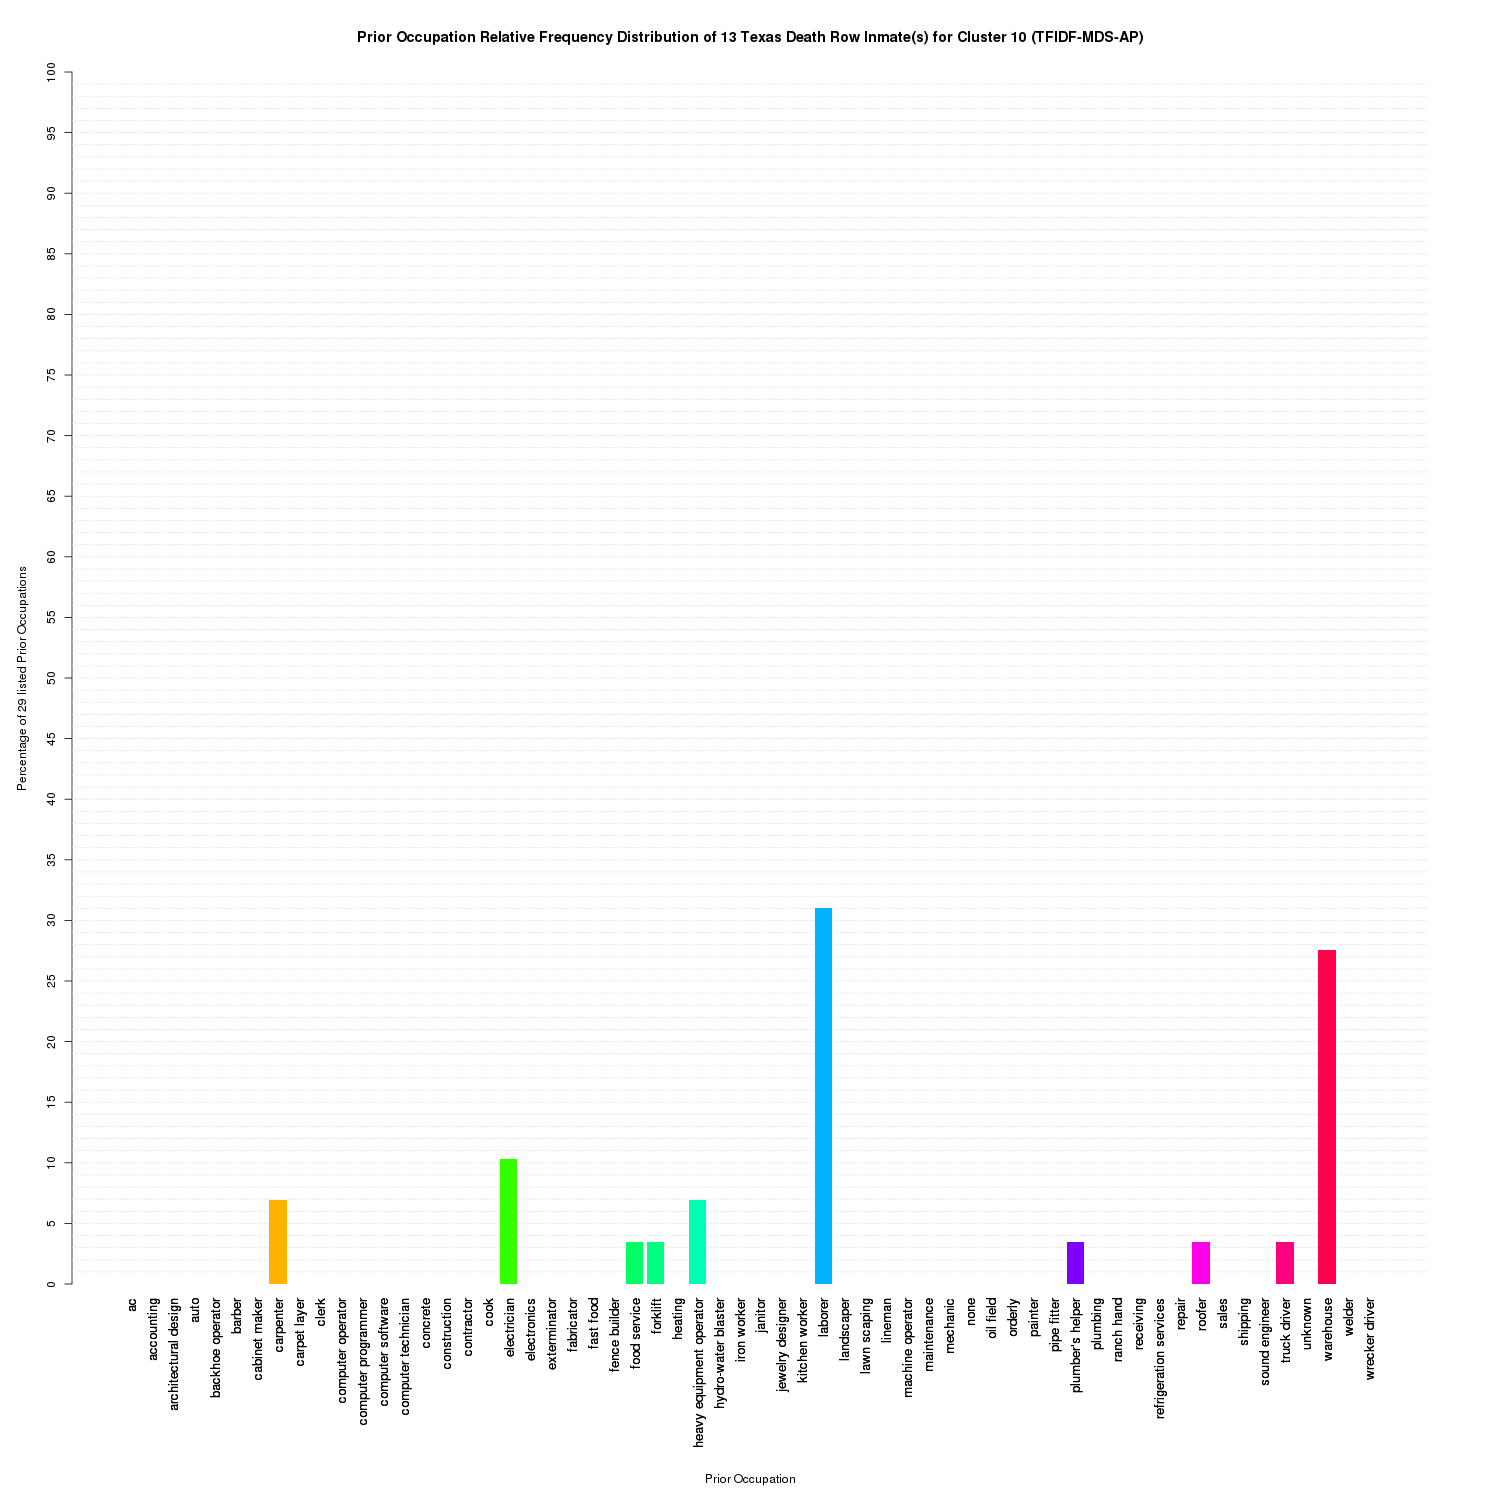 Prior Occupation Relative Frequency Distribution of 13 Texas Death Row Inmate(s) for Cluster 10 (TFIDF-MDS-AP)
Percentage of 29 listed Prior Occupations
100
95
90
85
80
75
70
65
60
55
50
45
40
35
30
25
20
15
10
5
0
ac
accounting
architectural design
auto
backhoe operator
barber
cabinet maker
carpenter
carpet layer
clerk
computer operator
computer programmer
computer software
computer technician
concrete
construction
contractor
cook
electrician
electronics
exterminator
fabricator
fast food
fence builder
food service
forklift
heating
heavy equipment operator
hydro-water blaster
iron worker
janitor
jewelry designer
kitchen worker
laborer
landscaper
lawn scaping
lineman
machine operator
maintenance
mechanic
none
oil field
orderly
painter
pipe fitter
plumber's helper
plumbing
ranch hand
receiving
refrigeration services
repair
roofer
sales
shipping
sound engineer
truck driver
unknown
warehouse
welder
wrecker driver
Prior Occupation